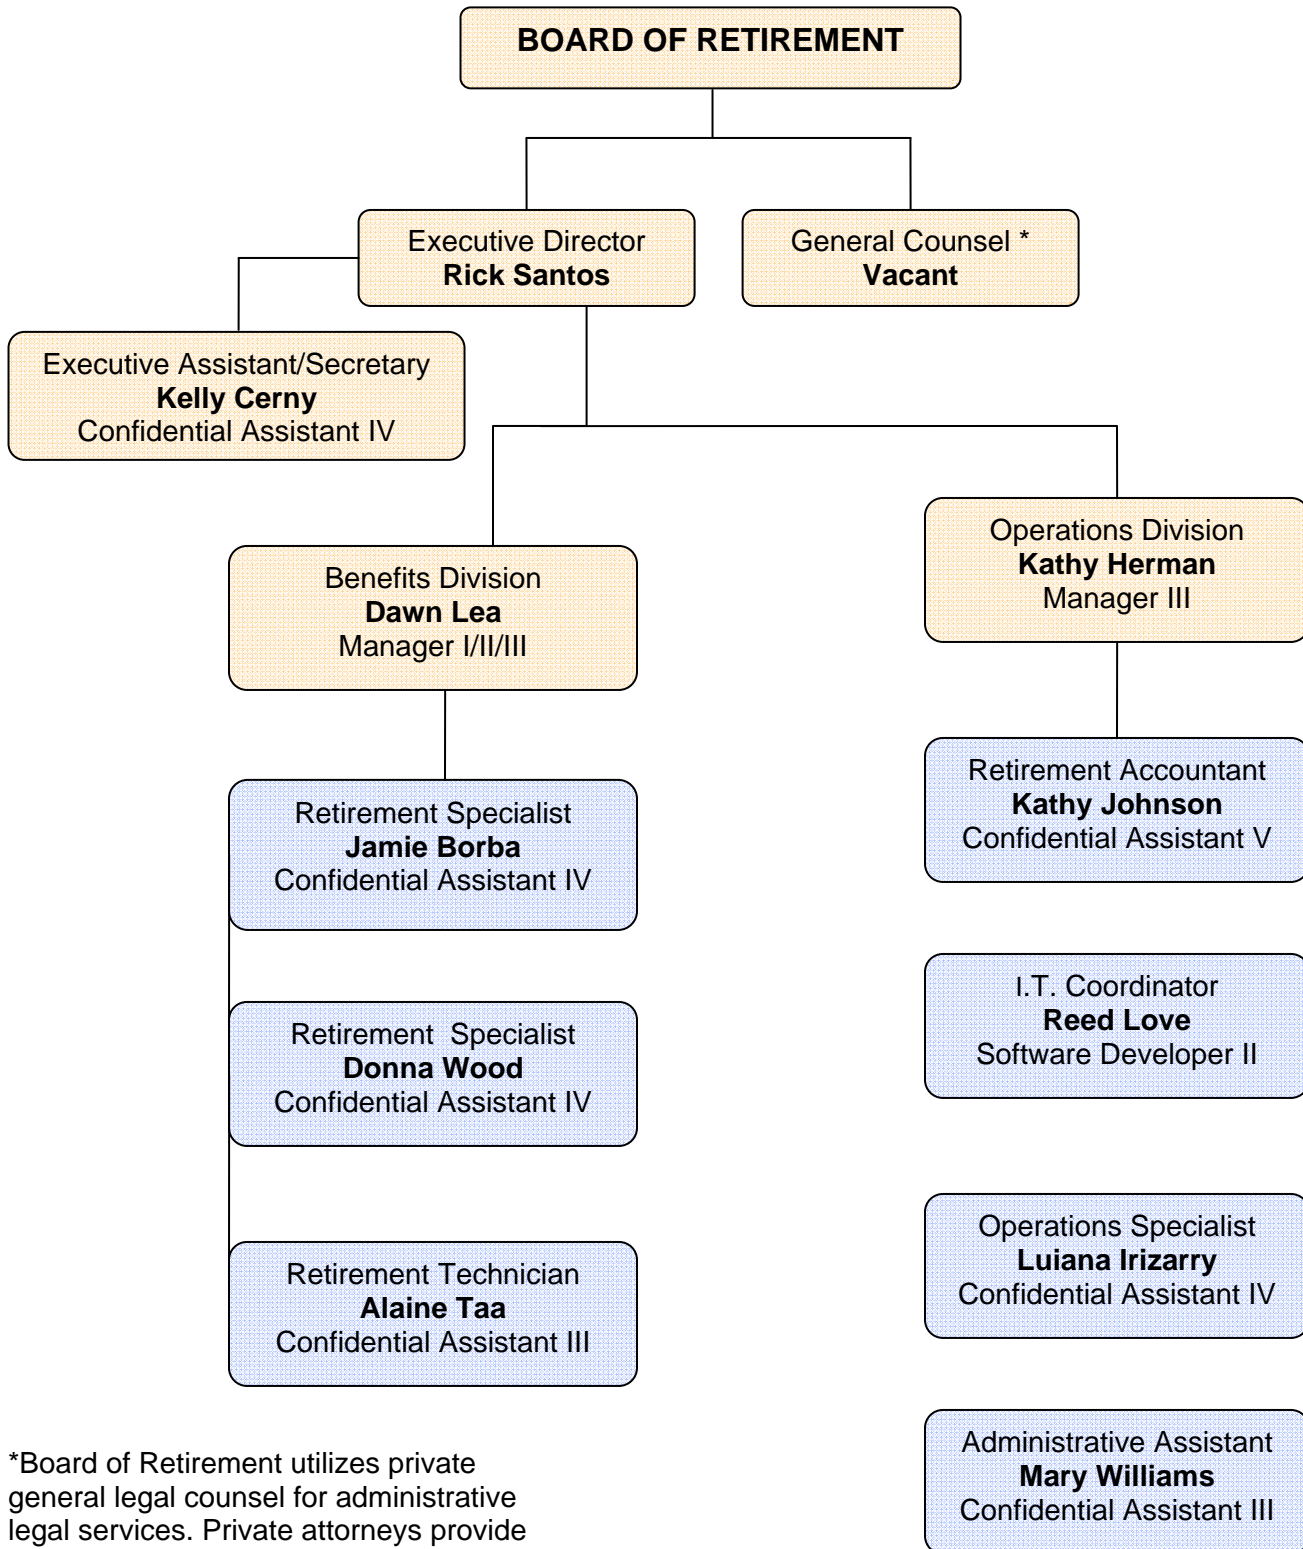 BOARD OF RETIREMENT
Executive Director
Rick Santos
General Counsel *
Vacant
Executive Assistant/Secretary
Kelly Cerny
Confidential Assistant IV
Benefits Division
Dawn Lea
Manager I/II/III
Operations Division
Kathy Herman
Manager III
Retirement Specialist
Jamie Borba
Confidential Assistant IV
Retirement Accountant
Kathy Johnson
Confidential Assistant V
Retirement  Specialist
Donna Wood
Confidential Assistant IV
I.T. Coordinator
Reed Love
Software Developer II
Retirement Technician
Alaine Taa
Confidential Assistant III
Operations Specialist
Luiana Irizarry
Confidential Assistant IV
Administrative Assistant
Mary Williams
Confidential Assistant III
*Board of Retirement utilizes private
general legal counsel for administrative
legal services. Private attorneys provide